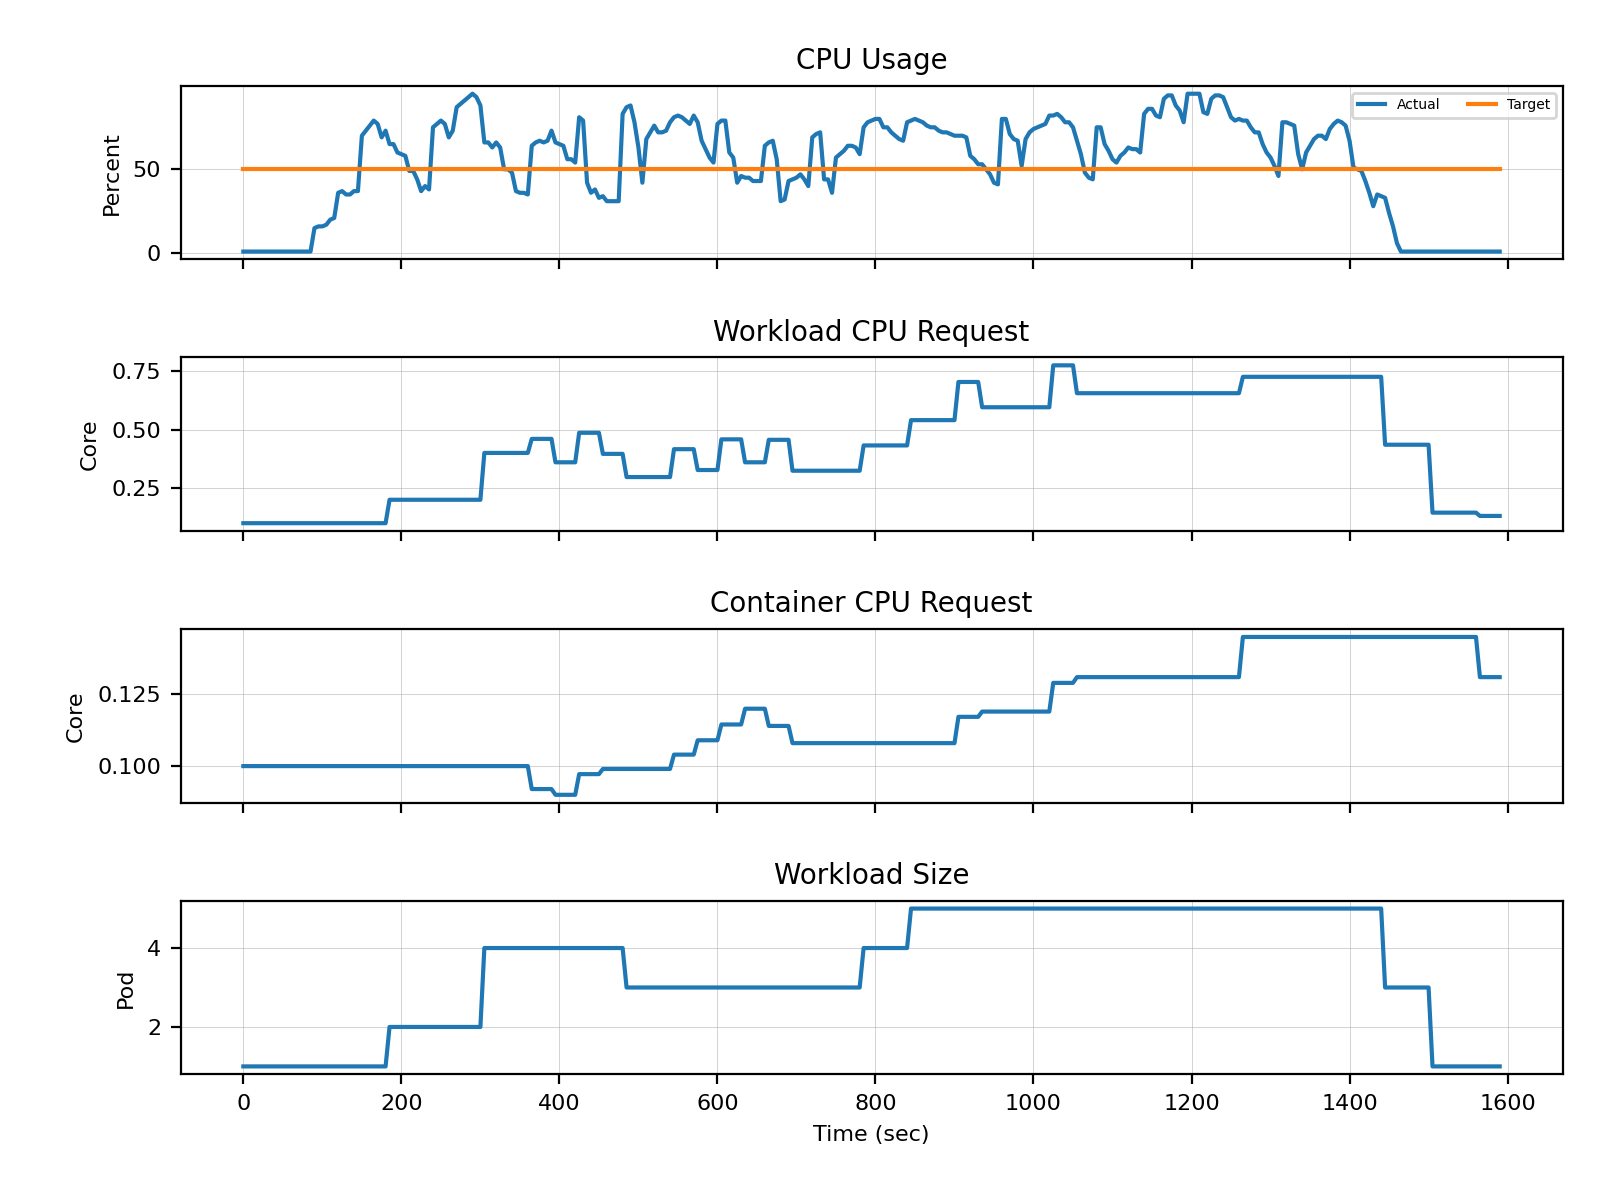 CPU Usage
Percent
50
0
Actual
Target
Workload CPU Request
Core
0.75
0.50
0.25
Container CPU Request
Core
0.125
0.100
Workload Size
Pod
4
2
0 200 400 600 800 1000 1200 1400 1600
Time (sec)